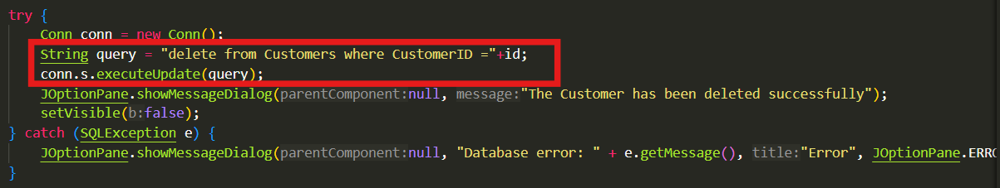 try {
Conn conn = new Conn();
String query = "delete from Customers where CustomerID ="+id;
conn.s.executeUpdate(query);
JOptionPane.showMessageDialog(parentComponent:null, message:"The Customer has been deleted successfully");
setVisible(b:false);
} catch (SQLException e) {
JOptionPane.showMessageDialog(parentComponent:null, "Database error: " + e.getMessage(), title:"Error", JOptionPane.ERRO
}